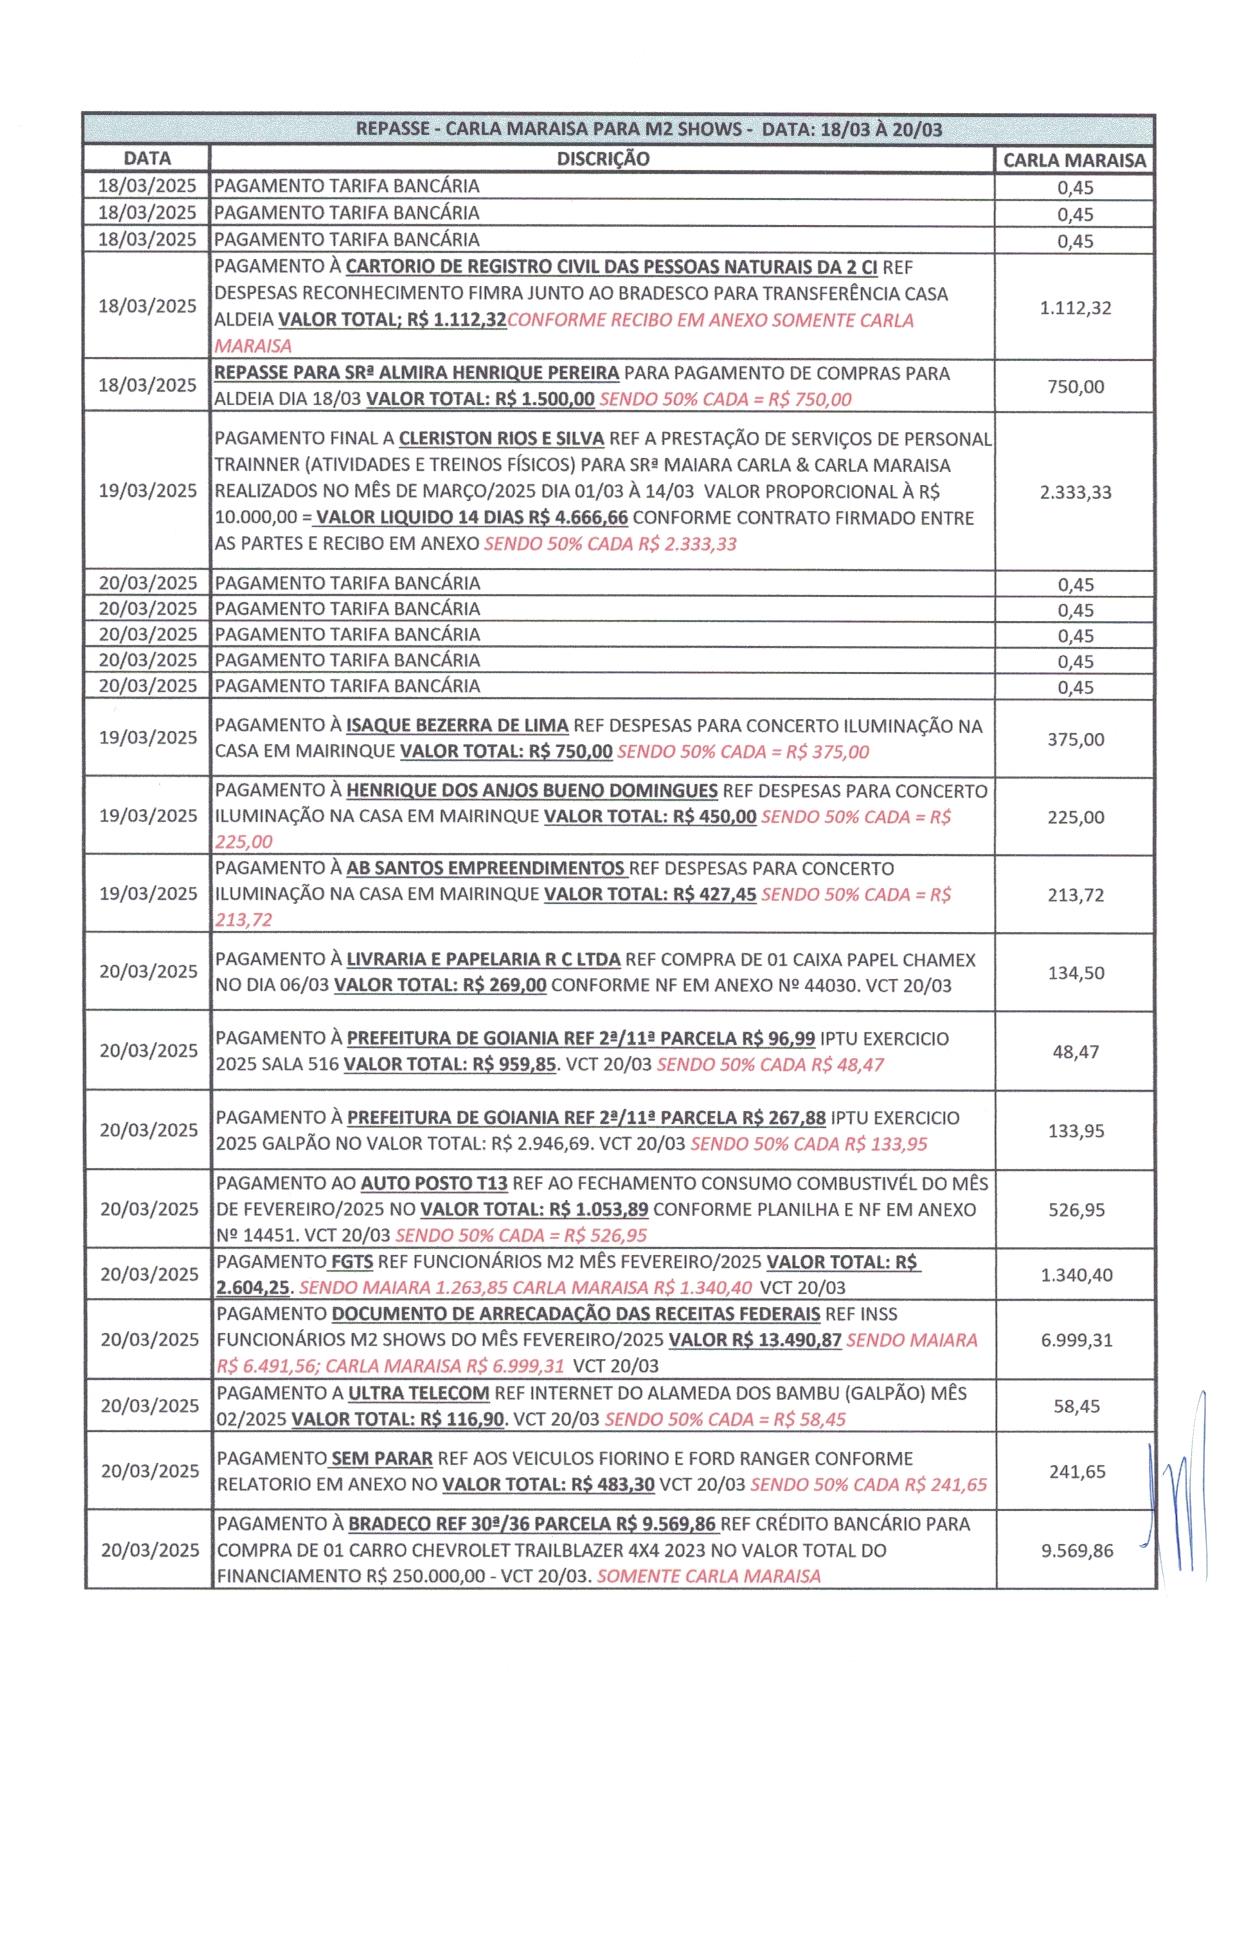 REPASSE - CARLA MARAISA PARA M2 SHOWS - DATA: 18/03 À 20/03
DATA DISCRIÇÃO CARLA MARAISA
18/03/2025 PAGAMENTO TARIFA BANCÁRIA 0,45
18/03/2025 PAGAMENTO TARIFA BANCÁRIA 0,45
18/03/2025 PAGAMENTO TARIFA BANCÁRIA 0,45
PAGAMENTO À CARTORIO DE REGISTRO CIVIL DAS PESSOAS NATURAIS DA 2 CI REF
DESPESAS RECONHECIMENTO FIMRA JUNTO AO BRADESCO PARA TRANSFERÊNCIA CASA
18/03/2025 ALDEIA VALOR TOTAL; R$ 1.112,32CONFORME RECIBO EM ANEXO SOMENTE CARLA 1.112,32
MARAISA
REPASSE PARA SRª ALMIRA HENRIQUE PEREIRA PARA PAGAMENTO DE COMPRAS PARA
18/03/2025 ALDEIA DIA 18/03 VALOR TOTAL: R$ 1.500,00 SENDO 50% CADA = R$ 750,00 750,00
PAGAMENTO FINAL A CLERISTON RIOS E SILVA REF A PRESTAÇÃO DE SERVIÇOS DE PERSONAL
TRAINNER (ATIVIDADES E TREINOS FÍSICOS) PARA SRª MAIARA CARLA & CARLA MARAISA
19/03/2025 REALIZADOS NO MÊS DE MARÇO/2025 DIA 01/03 À 14/03 VALOR PROPORCIONAL À R$ 2.333,33
10.000,00 = VALOR LIQUIDO 14 DIAS R$ 4.666,66 CONFORME CONTRATO FIRMADO ENTRE
AS PARTES E RECIBO EM ANEXO SENDO 50% CADA R$ 2.333,33
20/03/2025 PAGAMENTO TARIFA BANCÁRIA 0,45
20/03/2025 PAGAMENTO TARIFA BANCÁRIA 0,45
20/03/2025 PAGAMENTO TARIFA BANCÁRIA 0,45
20/03/2025 PAGAMENTO TARIFA BANCÁRIA 0,45
20/03/2025 PAGAMENTO TARIFA BANCÁRIA 0,45
PAGAMENTO À ISAQUE BEZERRA DE LIMA REF DESPESAS PARA CONCERTO ILUMINAÇÃO NA
19/03/2025 CASA EM MAIRINQUE VALOR TOTAL: R$ 750,00 SENDO 50% CADA = R$ 375,00 375,00
PAGAMENTO À HENRIQUE DOS ANJOS BUENO DOMINGUES REF DESPESAS PARA CONCERTO
19/03/2025 ILUMINAÇÃO NA CASA EM MAIRINQUE VALOR TOTAL: R$ 450,00 SENDO 50% CADA = R$ 225,00
225,00
PAGAMENTO À AB SANTOS EMPREENDIMENTOS REF DESPESAS PARA CONCERTO
19/03/2025 ILUMINAÇÃO NA CASA EM MAIRINQUE VALOR TOTAL: R$ 427,45 SENDO 50% CADA = R$ 213,72
213,72
PAGAMENTO À LIVRARIA E PAPELARIA R C LTDA REF COMPRA DE 01 CAIXA PAPEL CHAMEX
20/03/2025 NO DIA 06/03 VALOR TOTAL: R$ 269,00 CONFORME NF EM ANEXO Nº 44030. VCT 20/03 134,50
PAGAMENTO À PREFEITURA DE GOIANIA REF 2ª/11ª PARCELA R$ 96,99 IPTU EXERCICIO
20/03/2025 2025 SALA 516 VALOR TOTAL: R$ 959,85. VCT 20/03 SENDO 50% CADA R$ 48,47 48,47
PAGAMENTO À PREFEITURA DE GOIANIA REF 2ª/11ª PARCELA R$ 267,88 IPTU EXERCICIO
20/03/2025 2025 GALPÃO NO VALOR TOTAL: R$ 2.946,69. VCT 20/03 SENDO 50% CADA R$ 133,95 133,95
PAGAMENTO AO AUTO POSTO T13 REF AO FECHAMENTO CONSUMO COMBUSTIVÉL DO MÊS
20/03/2025 DE FEVEREIRO/2025 NO VALOR TOTAL: R$ 1.053,89 CONFORME PLANILHA E NF EM ANEXO 526,95
Nº 14451. VCT 20/03 SENDO 50% CADA = R$ 526,95
PAGAMENTO FGTS REF FUNCIONÁRIOS M2 MÊS FEVEREIRO/2025 VALOR TOTAL: R$
20/03/2025 2.604,25. SENDO MAIARA 1.263,85 CARLA MARAISA R$ 1.340,40 VCT 20/03 1.340,40
PAGAMENTO DOCUMENTO DE ARRECADAÇÃO DAS RECEITAS FEDERAIS REF INSS
20/03/2025 FUNCIONÁRIOS M2 SHOWS DO MÊS FEVEREIRO/2025 VALOR R$ 13.490,87 SENDO MAIARA 6.999,31
R$ 6.491,56; CARLA MARAISA R$ 6.999,31 VCT 20/03
PAGAMENTO A ULTRA TELECOM REF INTERNET DO ALAMEDA DOS BAMBU (GALPÃO) MÊS
20/03/2025 02/2025 VALOR TOTAL: R$ 116,90. VCT 20/03 SENDO 50% CADA = R$ 58,45 58,45
PAGAMENTO SEM PARAR REF AOS VEICULOS FIORINO E FORD RANGER CONFORME
20/03/2025 RELATORIO EM ANEXO NO VALOR TOTAL: R$ 483,30 VCT 20/03 SENDO 50% CADA R$ 241,65 241,65
PAGAMENTO À BRADECO REF 30ª/36 PARCELA R$ 9.569,86 REF CRÉDITO BANCÁRIO PARA
20/03/2025 COMPRA DE 01 CARRO CHEVROLET TRAILBLAZER 4X4 2023 NO VALOR TOTAL DO 9.569,86
FINANCIAMENTO R$ 250.000,00 - VCT 20/03. SOMENTE CARLA MARAISA